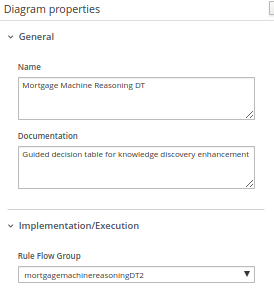 Diagram properties
General
Name
Mortgage Machine Reasoning DT
Documentation
Guided decision table for knowledge discovery enhancement
Implementation/Execution
Rule Flow Group
mortgagemachinereasoningDT2